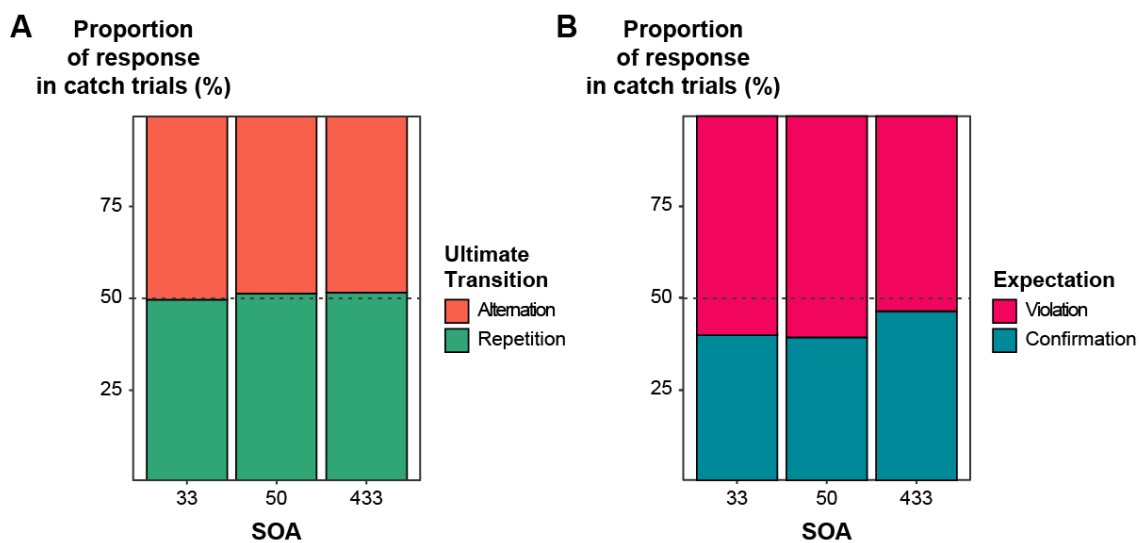 A
Proportion
of response
in catch trials (%)
75
50
25
33
50
433
SOA
Ultimate
Transition
Alternation
Repetition
B
Proportion
of response
in catch trials (%)
75
50
25
33
50
433
SOA
Expectation
Violation
Confirmation